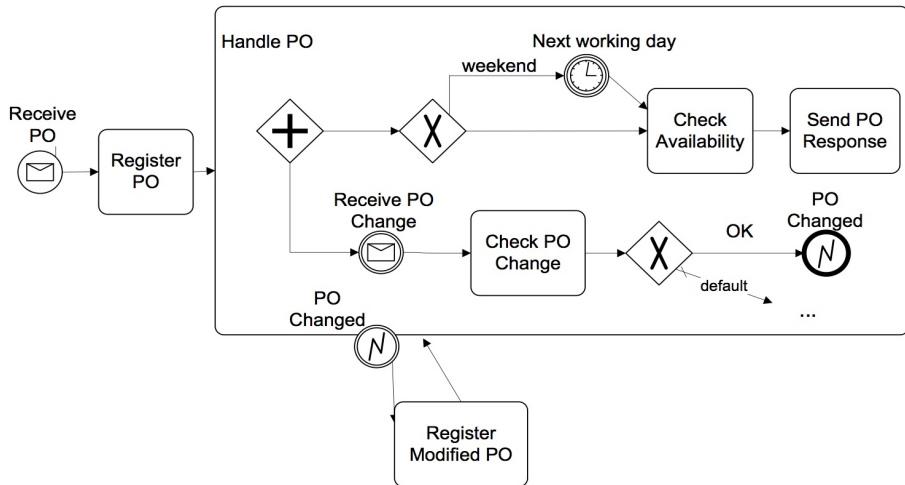 Handle PO
Next working day
weekend
Receive
PO
Register
PO
Check
Availability
Send PO
Response
Receive PO
Change
Check PO
Change
OK
PO
Changed
default
...
PO
Changed
Register
Modified PO